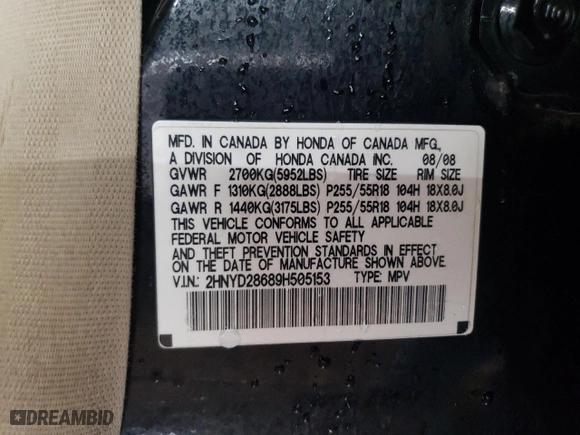 MFD. IN CANADA BY HONDA OF CANADA MFG.,
A DIVISION OF HONDA CANADA INC. 08/08
GVWR 2700KG(5952LBS) TIRE SIZE RIM SIZE
GAWR F 1310KG(2888LBS) P255/55R18 104H 18X8.0J
GAWR R 1440KG(3175LBS) P255/55R18 104H 18X8.0J
THIS VEHICLE CONFORMS TO ALL APPLICABLE
FEDERAL MOTOR VEHICLE SAFETY
AND THEFT PREVENTION STANDARDS IN EFFECT
ON THE DATE OF MANUFACTURE SHOWN ABOVE.
V.I.N.: 2HNYD28689H505153 TYPE: MPV
DREAMBID